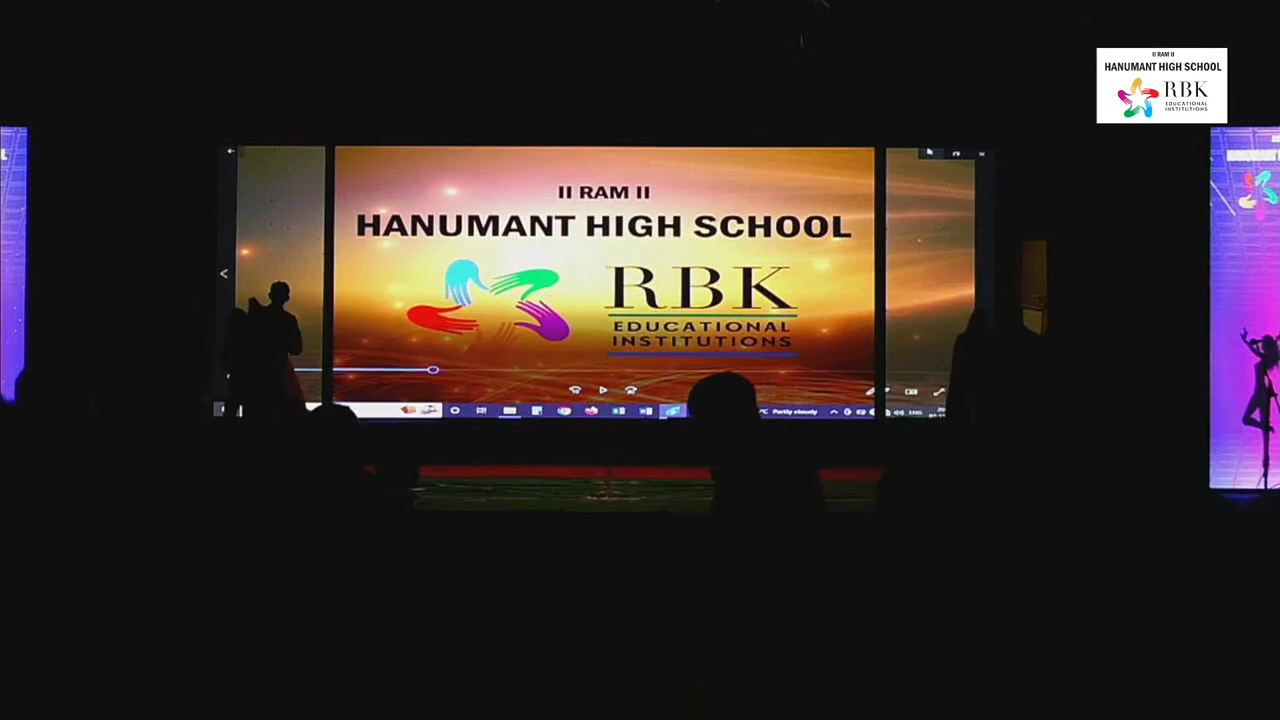 II RAM II
HANUMANT HIGH SCHOOL
RBK
EDUCATIONAL
INSTITUTIONS
II RAM II
HANUMANT HIGH SCHOOL
RBK
EDUCATIONAL
INSTITUTIONS
Partly cloudy
ENG